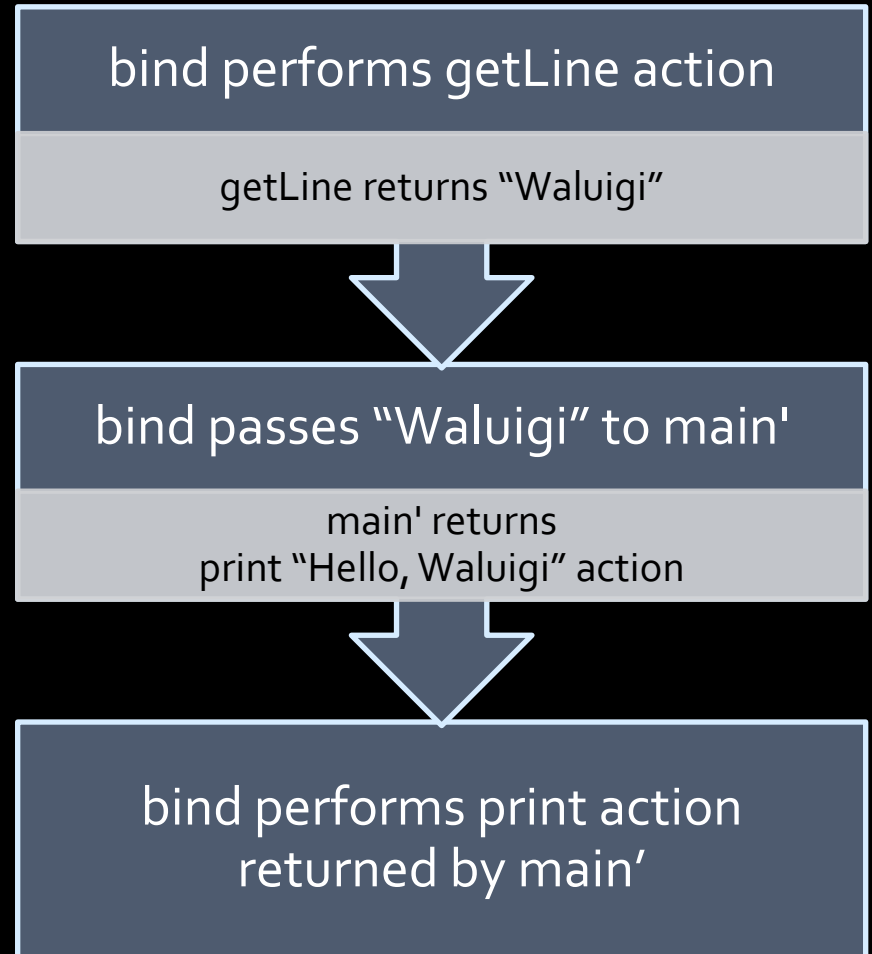 bind performs getLine action
getLine returns “Waluigi”
bind passes “Waluigi” to main'
main' returns
print “Hello, Waluigi” action
bind performs print action
returned by main’